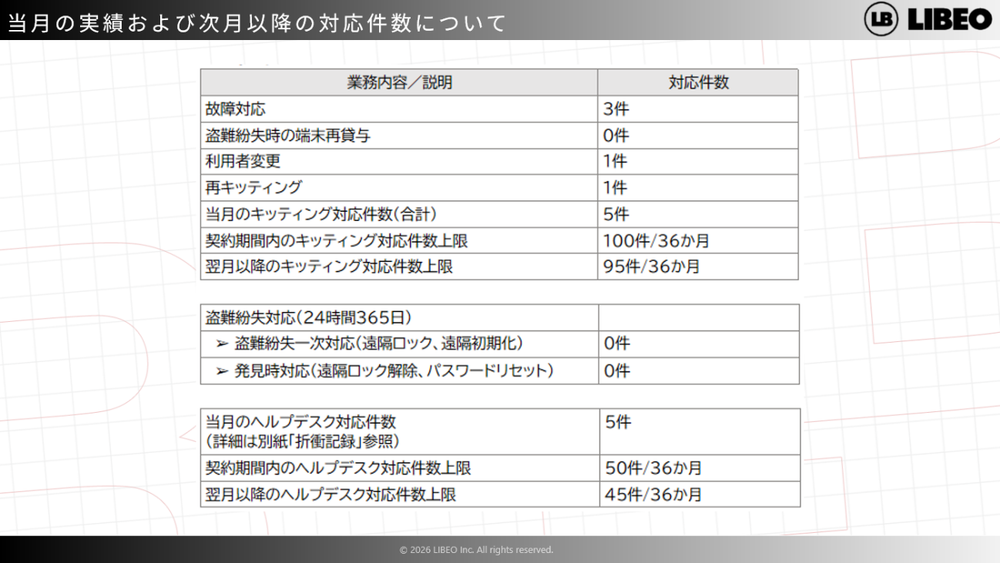 当月の実績および次月以降の対応件数について
LB LIBEO
業務内容／説明 対応件数
故障対応 3件
盗難紛失時の端末再貸与 0件
利用者変更 1件
再キッティング 1件
当月のキッティング対応件数（合計） 5件
契約期間内のキッティング対応件数上限 100件/36か月
翌月以降のキッティング対応件数上限 95件/36か月
盗難紛失対応（24時間365日）
➢ 盗難紛失一次対応（遠隔ロック、遠隔初期化） 0件
➢ 発見時対応（遠隔ロック解除、パスワードリセット） 0件
当月のヘルプデスク対応件数 5件
（詳細は別紙「折衝記録」参照）
契約期間内のヘルプデスク対応件数上限 50件/36か月
翌月以降のヘルプデスク対応件数上限 45件/36か月
© 2026 LIBEO Inc. All rights reserved.